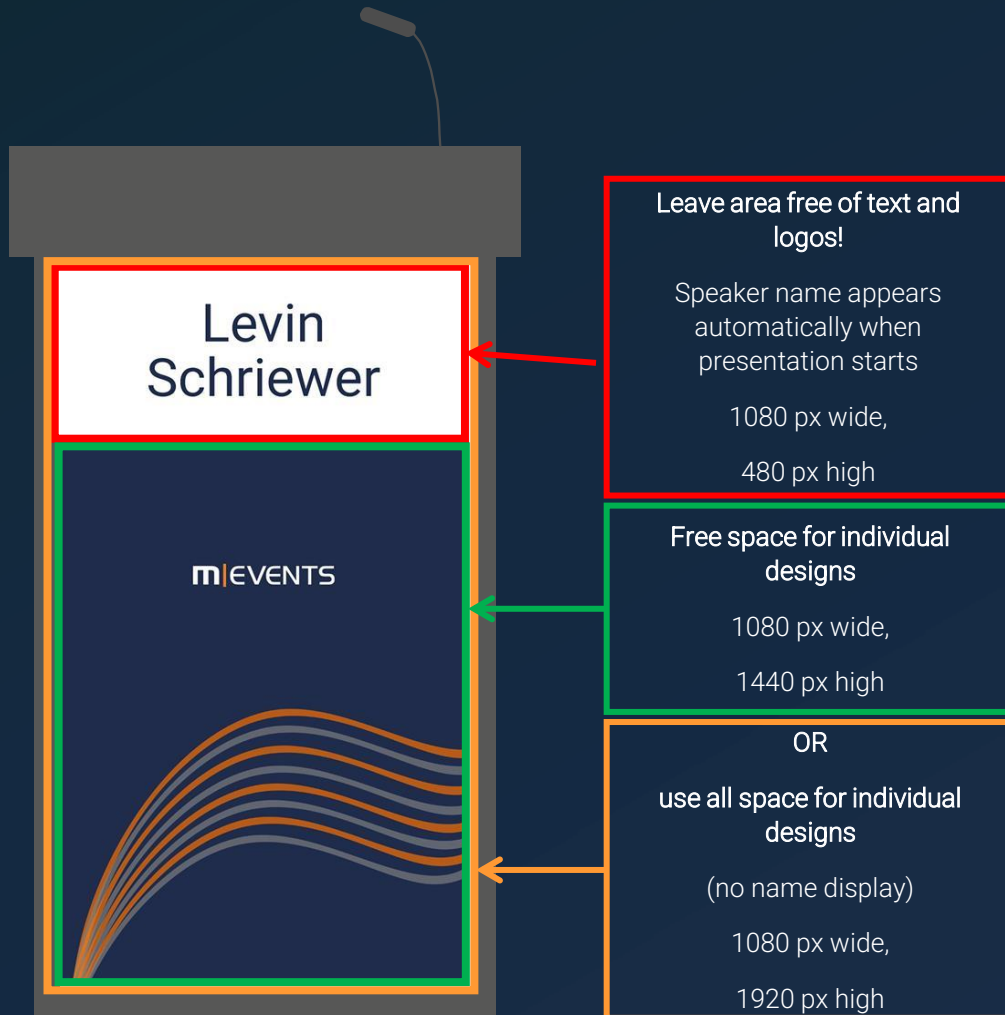 Levin
Schriewer
m|EVENTS
Leave area free of text and
logos!
Speaker name appears
automatically when
presentation starts
1080 px wide,
480 px high
Free space for individual
designs
1080 px wide,
1440 px high
OR
use all space for individual
designs
(no name display)
1080 px wide,
1920 px high